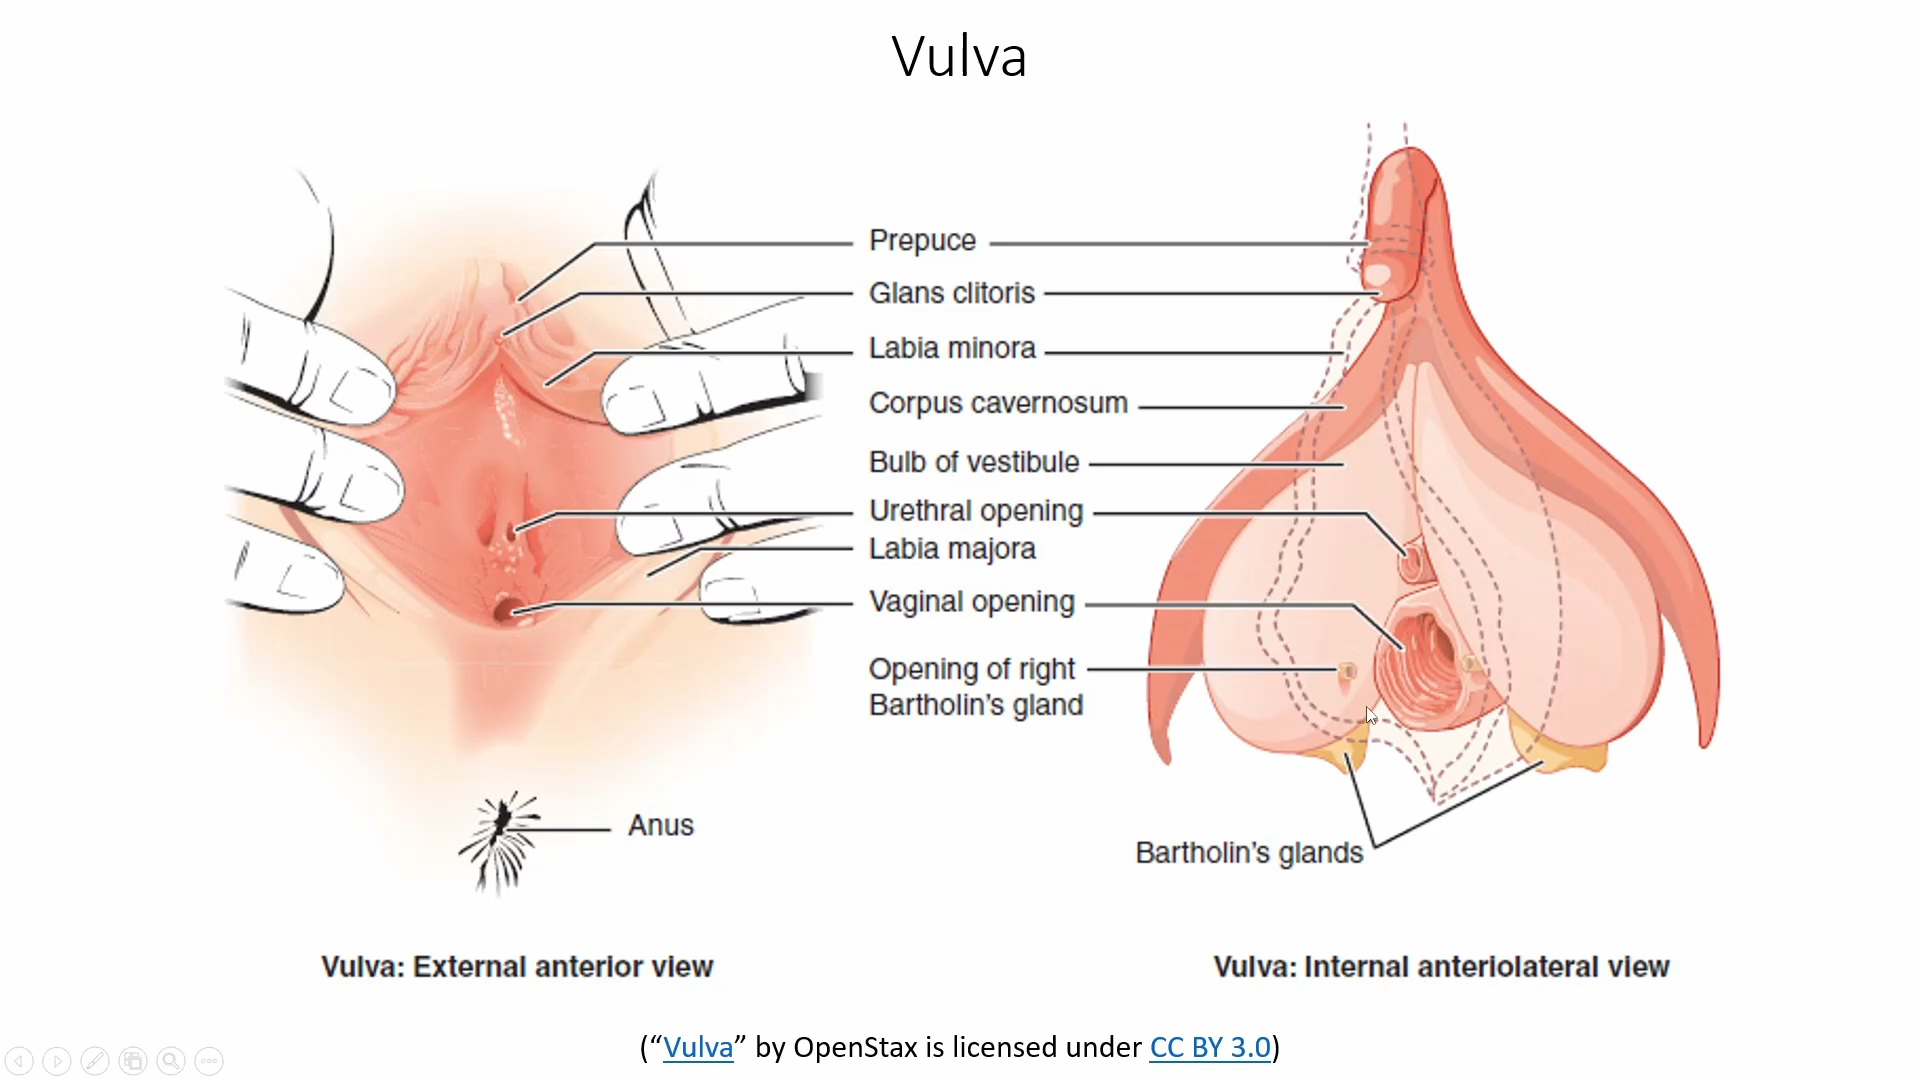 Vulva
Prepuce
Glans clitoris
Labia minora
Corpus cavernosum
Bulb of vestibule
Urethral opening
Labia majora
Vaginal opening
Opening of right
Bartholin's gland
Anus
Bartholin's glands
Vulva: External anterior view
Vulva: Internal anteriolateral view
(“Vulva” by OpenStax is licensed under CC BY 3.0)